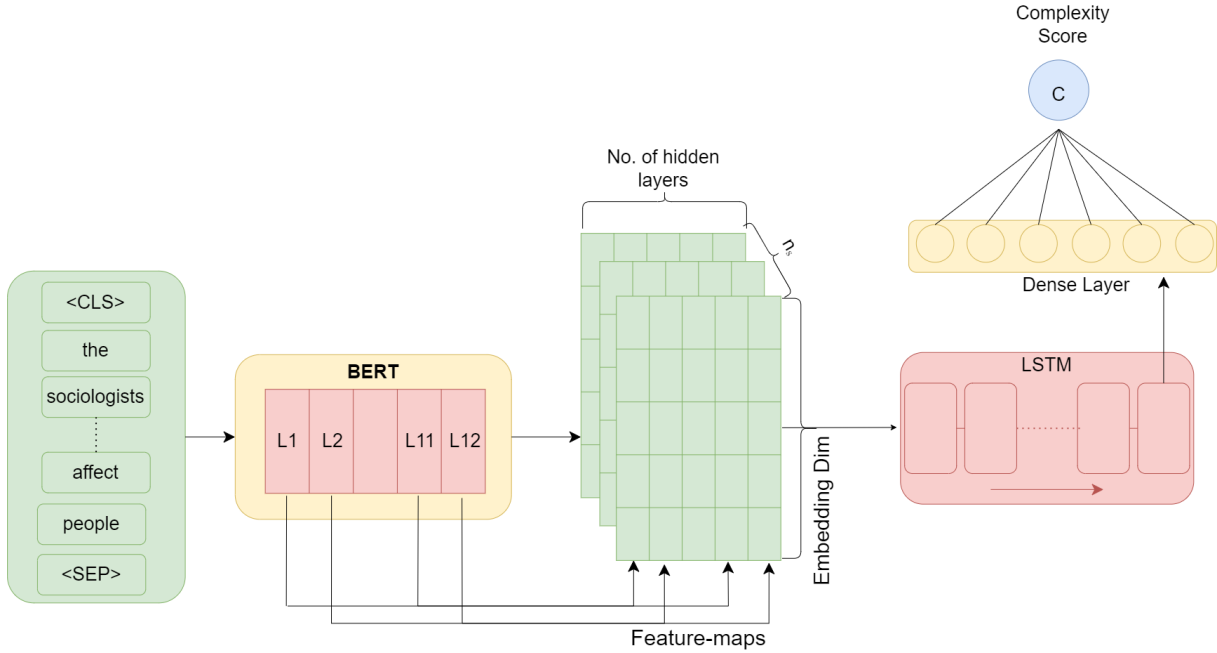 <CLS>
the
sociologists
affect
people
<SEP>
BERT
L1
L2
L11
L12
No. of hidden
layers
ns
Embedding Dim
Feature-maps
LSTM
Dense Layer
Complexity
Score
C